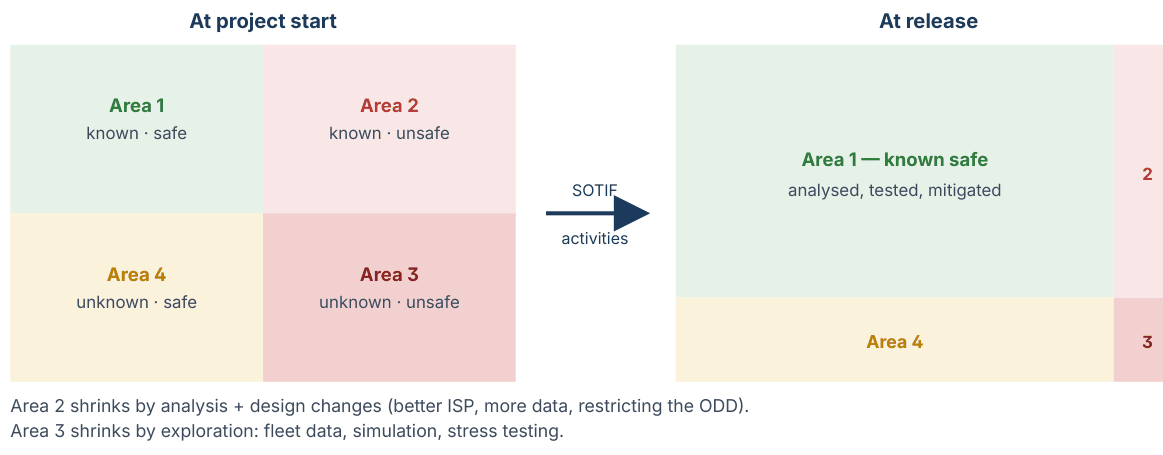 At project start
At release
Area 1
known · safe
Area 2
known · unsafe
Area 4
unknown · safe
Area 3
unknown · unsafe
SOTIF
activities
Area 1 — known safe
analysed, tested, mitigated
2
Area 4
3
Area 2 shrinks by analysis + design changes (better ISP, more data, restricting the ODD).
Area 3 shrinks by exploration: fleet data, simulation, stress testing.